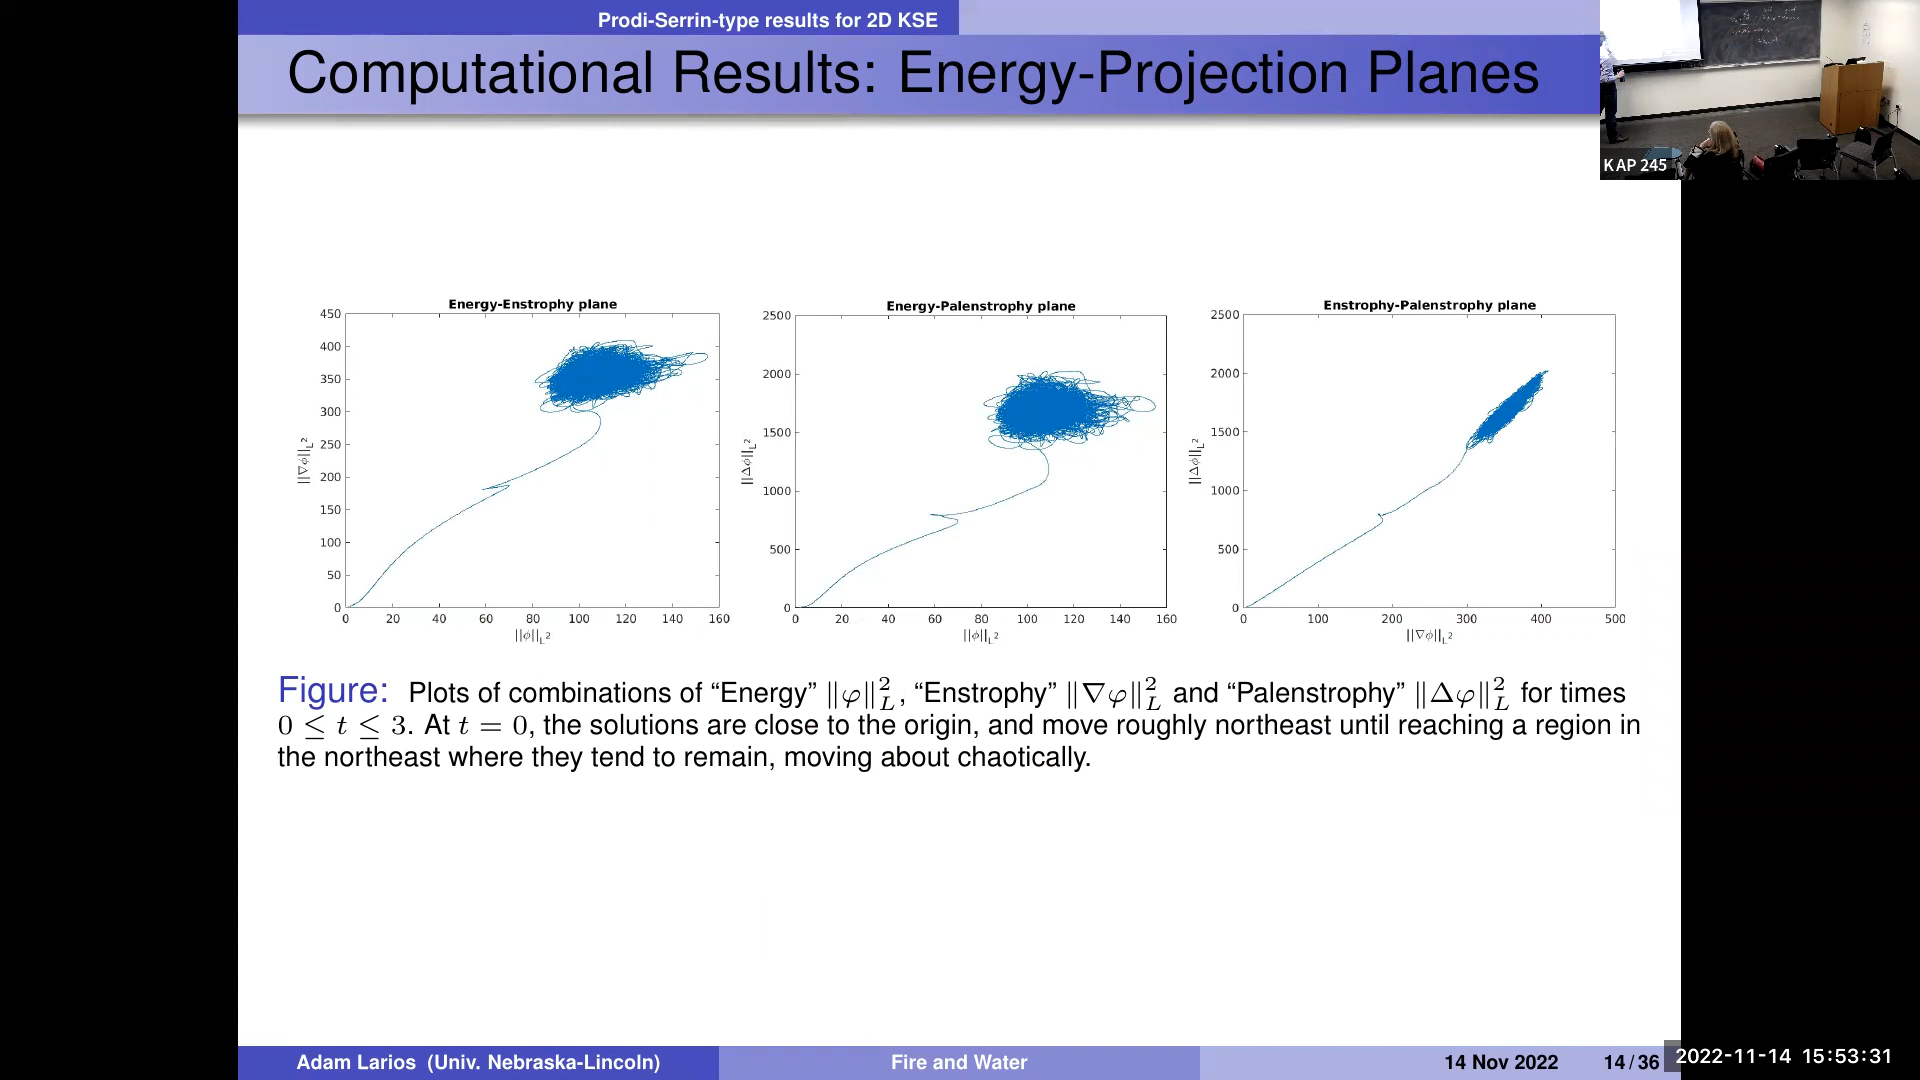 Prodi-Serrin-type results for 2D KSE
Computational Results: Energy-Projection Planes
KAP 245
Energy-Enstrophy plane
450
400
350
300
250
200
150
100
50
0
||∇ϕ||_L²
0 20 40 60 80 100 120 140 160
||ϕ||_L²
Energy-Palenstrophy plane
2500
2000
1500
1000
500
0
||Δϕ||_L²
0 20 40 60 80 100 120 140 160
||ϕ||_L²
Enstrophy-Palenstrophy plane
2500
2000
1500
1000
500
0
||Δϕ||_L²
0 100 200 300 400 500
||∇ϕ||_L²
Figure: Plots of combinations of “Energy” ‖φ‖²_L, “Enstrophy” ‖∇φ‖²_L and “Palenstrophy” ‖Δφ‖²_L for times
0 ≤ t ≤ 3. At t = 0, the solutions are close to the origin, and move roughly northeast until reaching a region in
the northeast where they tend to remain, moving about chaotically.
Adam Larios (Univ. Nebraska-Lincoln) Fire and Water 14 Nov 2022 14 / 36
2022-11-14 15:53:31